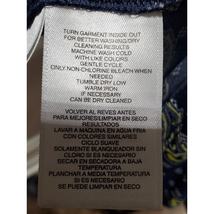 TURN GARMENT INSIDE OUT
FOR BETTER WASHING/DRY
CLEANING RESULTS
MACHINE WASH COLD
WITH LIKE COLORS
GENTLE CYCLE
ONLY NON-CHLORINE BLEACH WHEN
NEEDED
TUMBLE DRY LOW
WARM IRON
IF NECESSARY
CAN BE DRY CLEANED
VOLVER AL REVES ANTES
PARA MEJORES/LIMPIAR EN SECO
RESULTADOS
LAVAR A MAQUINA EN AGUA FRIA
CON COLORES SIMILARES
CICLO SUAVE
SOLAMENTE BLANQUEADOR SIN
CLORO SI ES NECESARIO
SECAR EN SECADORA A BAJA
TEMPERATURA
PLANCHAR A MEDIA TEMPERATURA
SI ES NECESARIO
SE PUEDE LIMPIAR EN SECO